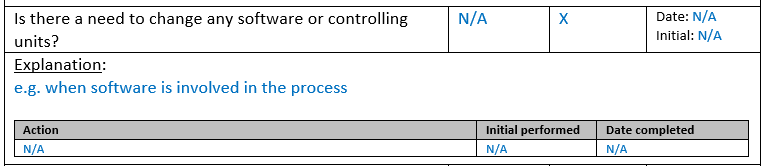 Is there a need to change any software or controlling N/A X Date: N/A
units? Initial: N/A
Explanation:
e.g. when software is involved in the process
Action Initial performed Date completed
N/A N/A N/A